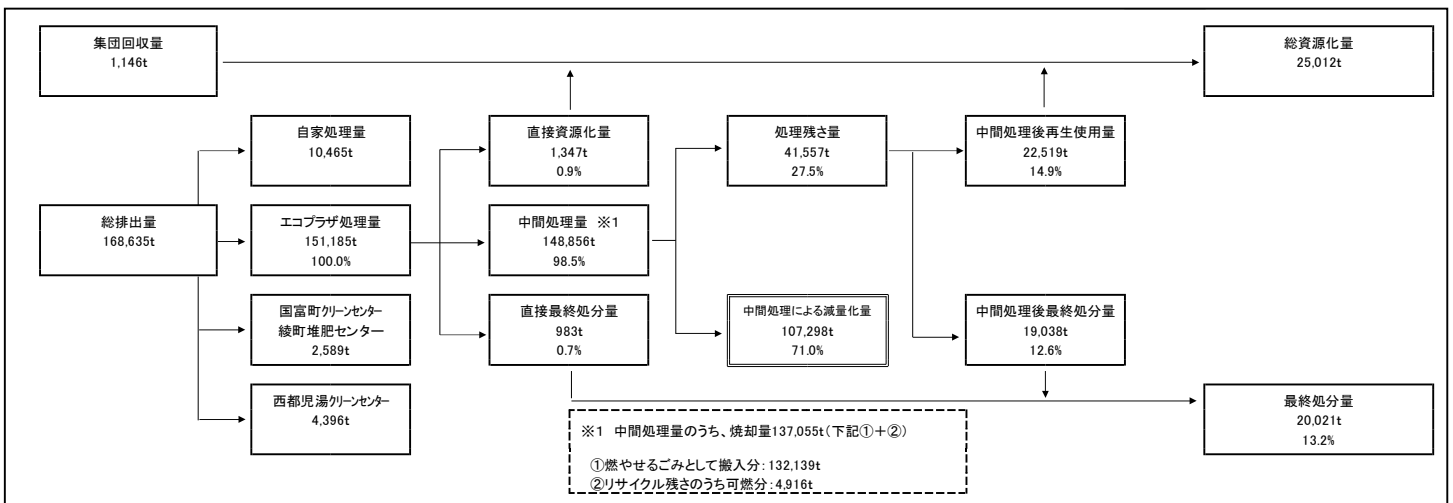 集団回収量
1,146t
総資源化量
25,012t
自家処理量
10,465t
直接資源化量
1,347t
0.9%
処理残さ量
41,557t
27.5%
中間処理後再生使用量
22,519t
14.9%
総排出量
168,635t
エコプラザ処理量
151,185t
100.0%
中間処理量 ※1
148,856t
98.5%
国富町クリーンセンター
綾町堆肥センター
2,589t
直接最終処分量
983t
0.7%
中間処理による減量化量
107,298t
71.0%
中間処理後最終処分量
19,038t
12.6%
西都児湯クリーンセンター
4,396t
最終処分量
20,021t
13.2%
※1 中間処理量のうち、焼却量137,055t(下記①+②)
①燃やせるごみとして搬入分:132,139t
②リサイクル残さのうち可燃分:4,916t